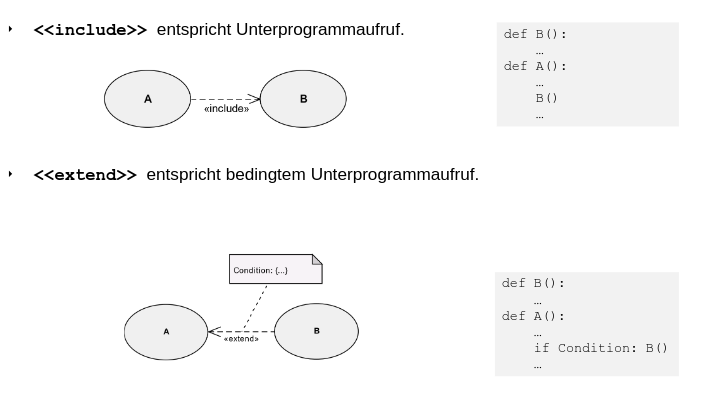 <<include>> entspricht Unterprogrammaufruf.
def B():
…
def A():
…
B()
…
A
B
«include»
<<extend>> entspricht bedingtem Unterprogrammaufruf.
Condition: {...}
A
B
«extend»
def B():
…
def A():
…
if Condition: B()
…